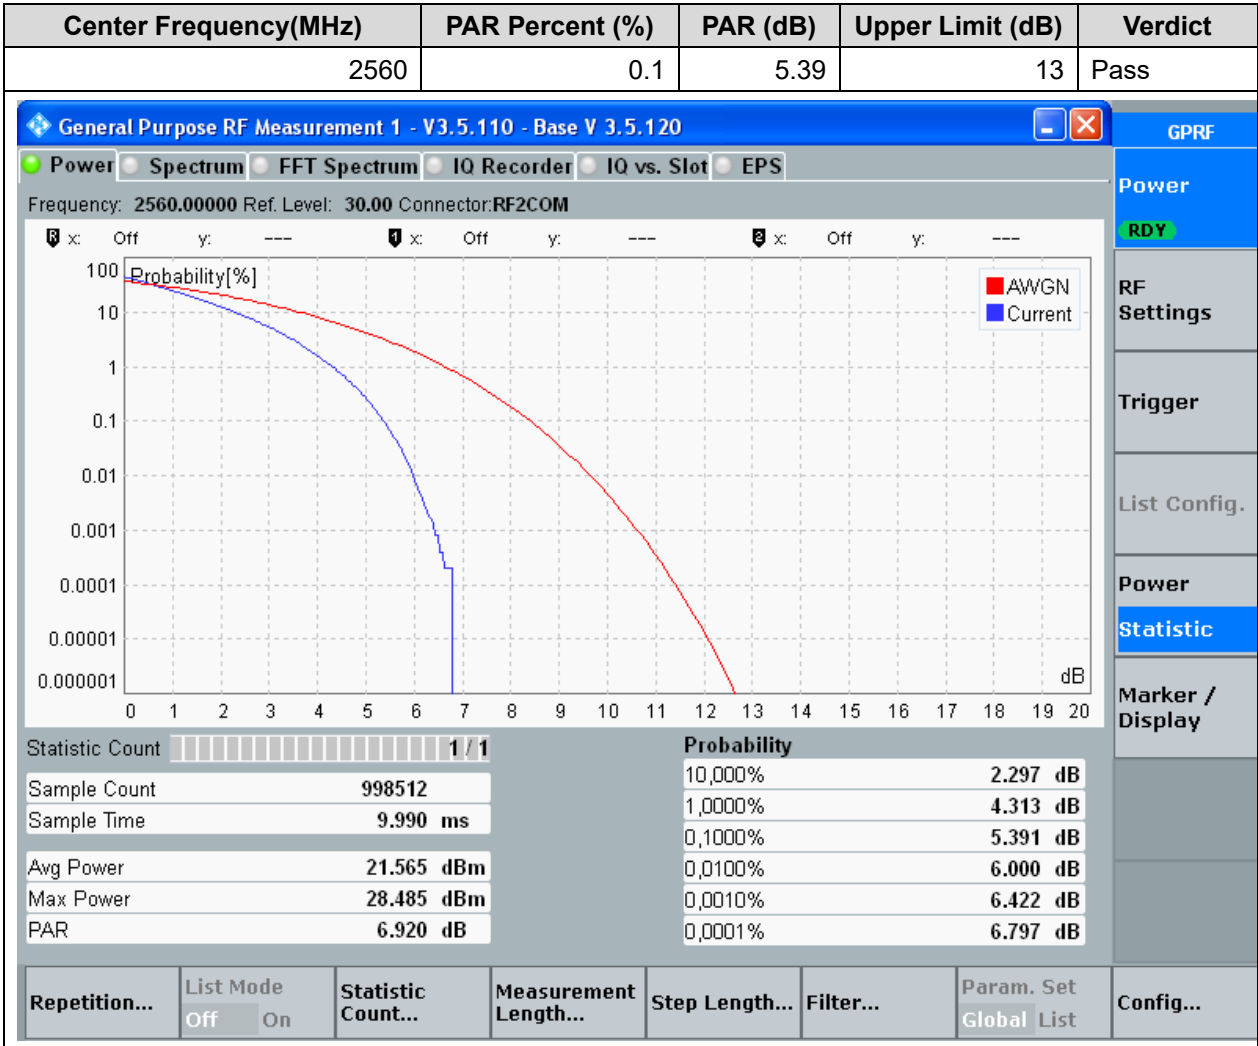 Center Frequency(MHz) PAR Percent (%) PAR (dB) Upper Limit (dB) Verdict
2560 0.1 5.39 13 Pass
General Purpose RF Measurement 1 - V3.5.110 - Base V 3.5.120
GPRF
Power Spectrum FFT Spectrum IQ Recorder IQ vs. Slot EPS
Frequency: 2560.00000 Ref. Level: 30.00 Connector:RF2COM
R x: Off y: --- 1 x: Off y: --- 2 x: Off y: ---
Probability[%]
100
10
1
0.1
0.01
0.001
0.0001
0.00001
0.000001
AWGN
Current
dB
0 1 2 3 4 5 6 7 8 9 10 11 12 13 14 15 16 17 18 19 20
Statistic Count 1 / 1
Sample Count 998512
Sample Time 9.990 ms
Avg Power 21.565 dBm
Max Power 28.485 dBm
PAR 6.920 dB
Probability
10,000% 2.297 dB
1,0000% 4.313 dB
0,1000% 5.391 dB
0,0100% 6.000 dB
0,0010% 6.422 dB
0,0001% 6.797 dB
Power
RDY
RF
Settings
Trigger
List Config.
Power
Statistic
Marker /
Display
Repetition...
List Mode
Off On
Statistic
Count...
Measurement
Length...
Step Length...
Filter...
Param. Set
Global List
Config...